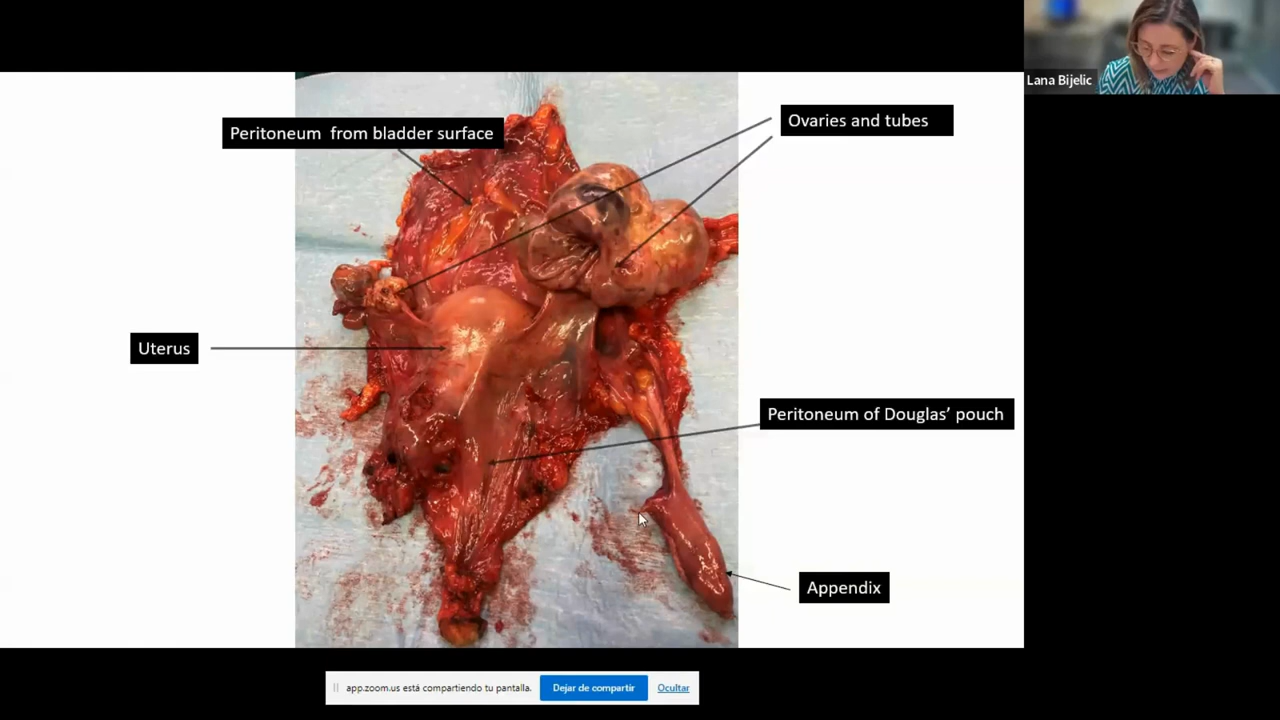 Lana Bijelic
Peritoneum from bladder surface
Ovaries and tubes
Uterus
Peritoneum of Douglas’ pouch
Appendix
app.zoom.us está compartiendo tu pantalla.
Dejar de compartir
Ocultar